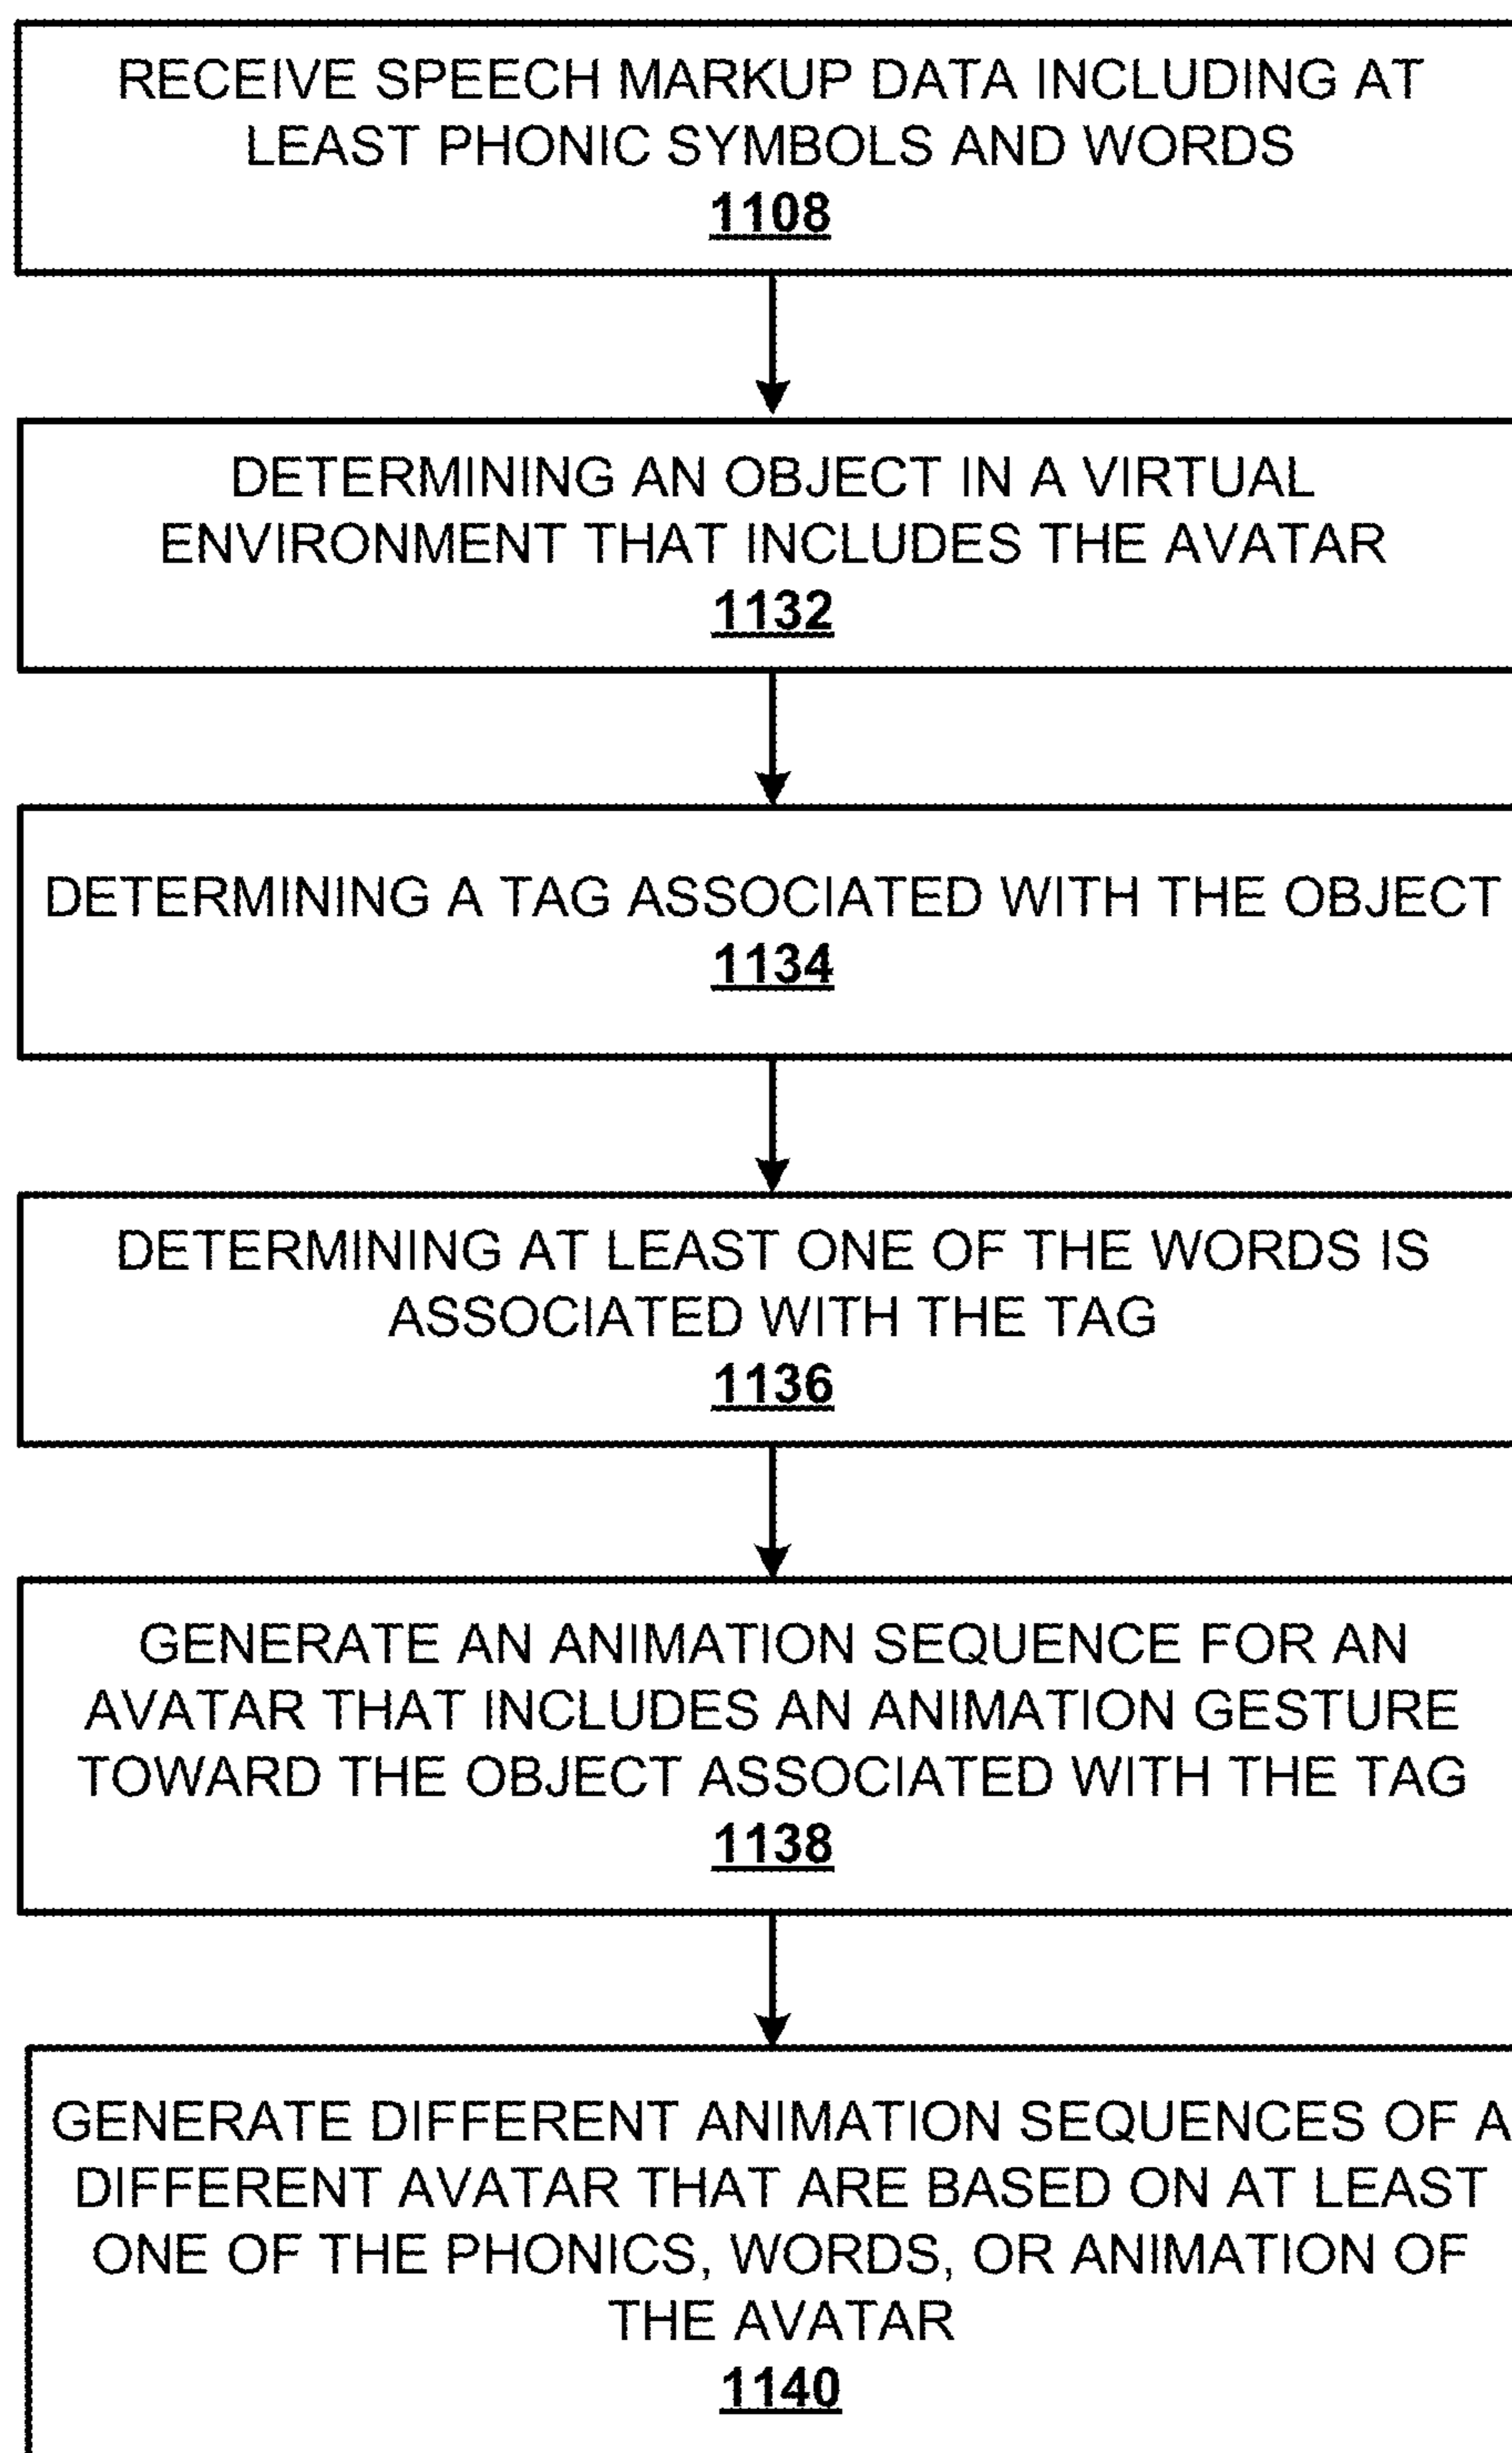 RECEIVE SPEECH MARKUP DATA INCLUDING AT
LEAST PHONIC SYMBOLS AND WORDS
1108
DETERMINING AN OBJECT IN A VIRTUAL
ENVIRONMENT THAT INCLUDES THE AVATAR
1132
DETERMINING A TAG ASSOCIATED WITH THE OBJECT
1134
DETERMINING AT LEAST ONE OF THE WORDS IS
ASSOCIATED WITH THE TAG
1136
GENERATE AN ANIMATION SEQUENCE FOR AN
AVATAR THAT INCLUDES AN ANIMATION GESTURE
TOWARD THE OBJECT ASSOCIATED WITH THE TAG
1138
GENERATE DIFFERENT ANIMATION SEQUENCES OF A
DIFFERENT AVATAR THAT ARE BASED ON AT LEAST
ONE OF THE PHONICS, WORDS, OR ANIMATION OF
THE AVATAR
1140